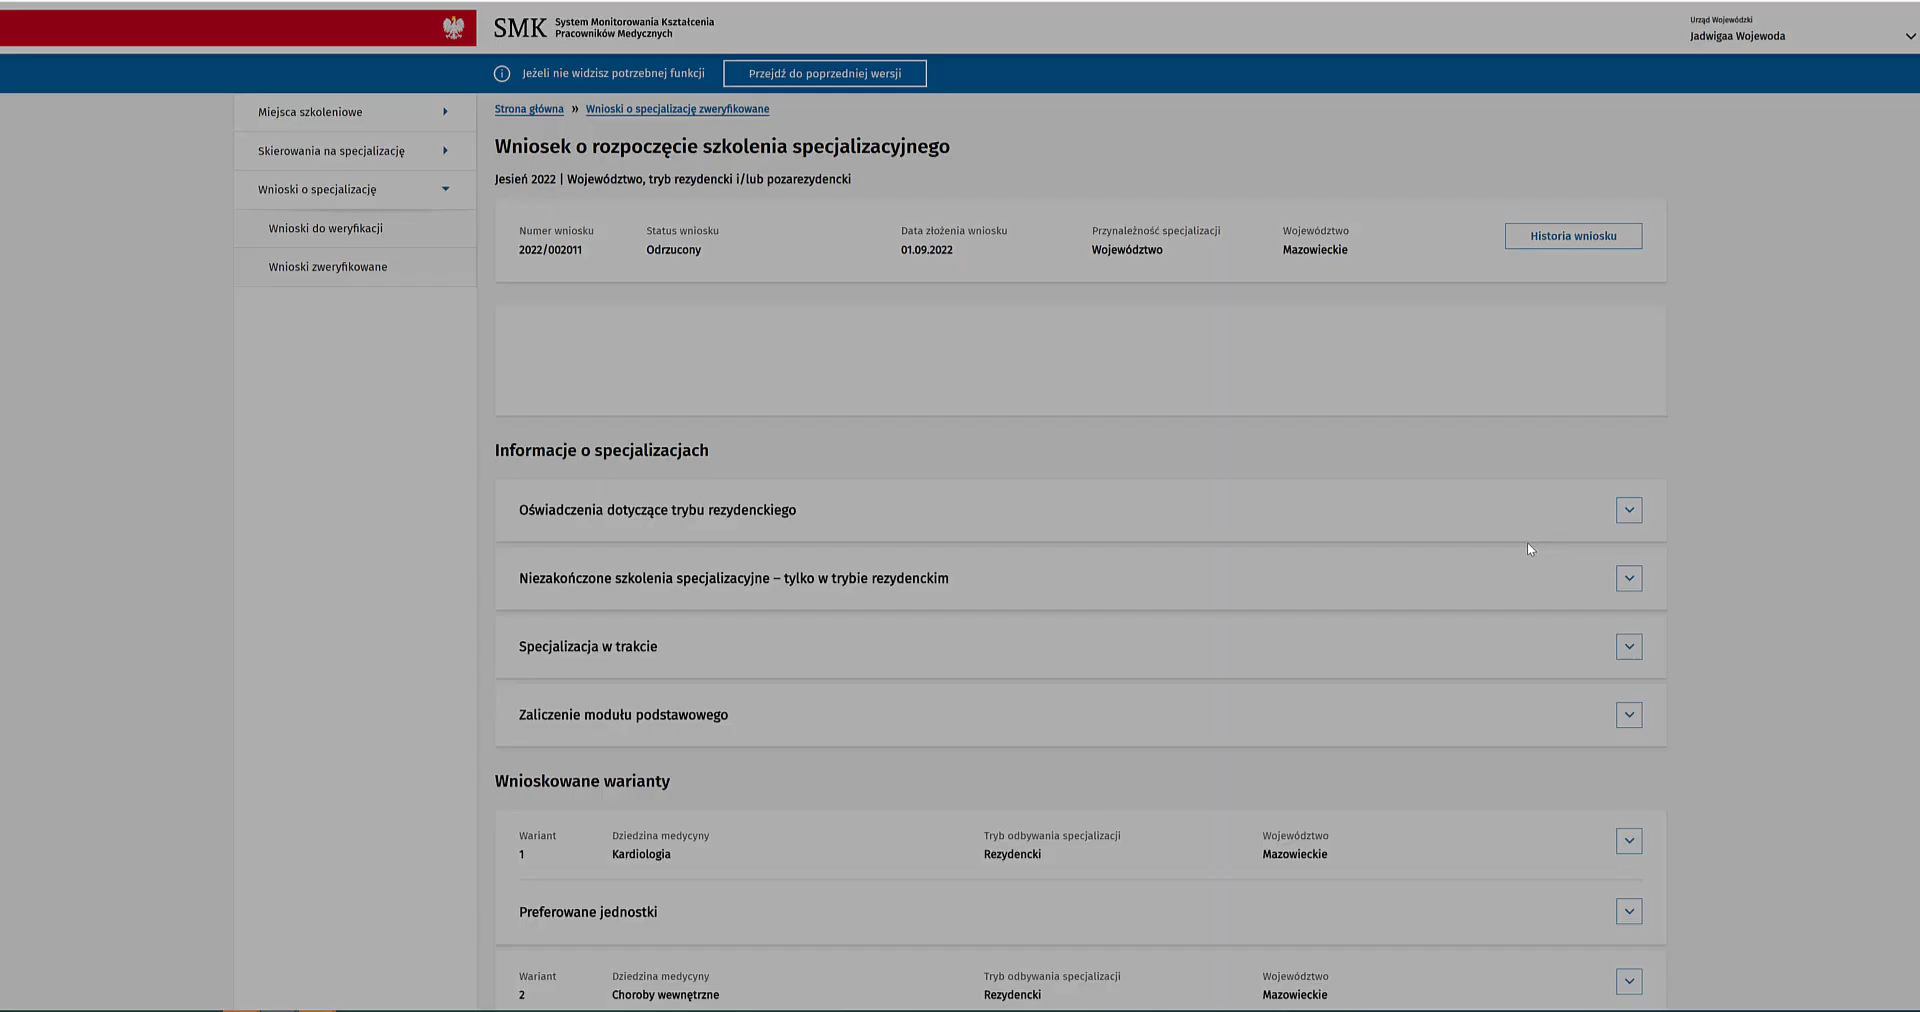 SMK System Monitorowania Kształcenia
Pracowników Medycznych
Urząd Wojewódzki
Jadwigaa Wojewoda
Jeżeli nie widzisz potrzebnej funkcji
Przejdź do poprzedniej wersji
Miejsca szkoleniowe
Skierowania na specjalizację
Wnioski o specjalizację
Wnioski do weryfikacji
Wnioski zweryfikowane
Strona główna » Wnioski o specjalizację zweryfikowane
Wniosek o rozpoczęcie szkolenia specjalizacyjnego
Jesień 2022 | Województwo, tryb rezydencki i/lub pozarezydencki
Numer wniosku Status wniosku Data złożenia wniosku Przynależność specjalizacji Województwo
2022/002011 Odrzucony 01.09.2022 Województwo Mazowieckie
Historia wniosku
Informacje o specjalizacjach
Oświadczenia dotyczące trybu rezydenckiego
Niezakończone szkolenia specjalizacyjne – tylko w trybie rezydenckim
Specjalizacja w trakcie
Zaliczenie modułu podstawowego
Wnioskowane warianty
Wariant Dziedzina medycyny Tryb odbywania specjalizacji Województwo
1 Kardiologia Rezydencki Mazowieckie
Preferowane jednostki
Wariant Dziedzina medycyny Tryb odbywania specjalizacji Województwo
2 Choroby wewnętrzne Rezydencki Mazowieckie